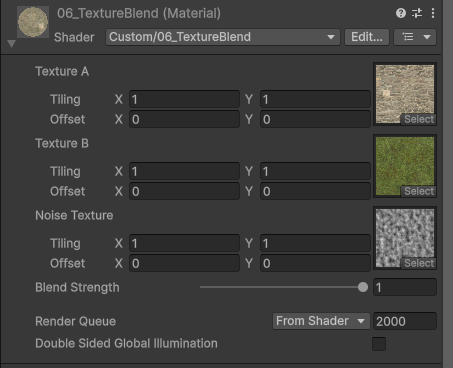 06_TextureBlend (Material)
Shader Custom/06_TextureBlend Edit...
Texture A
Tiling X 1 Y 1
Offset X 0 Y 0
Select
Texture B
Tiling X 1 Y 1
Offset X 0 Y 0
Select
Noise Texture
Tiling X 1 Y 1
Offset X 0 Y 0
Select
Blend Strength 1
Render Queue From Shader 2000
Double Sided Global Illumination